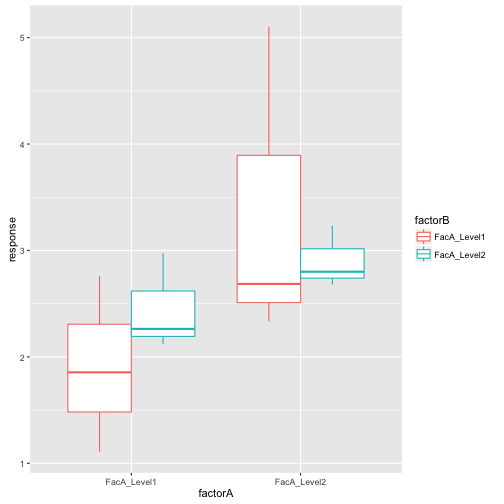 response
5
4
3
2
1
FacA_Level1 FacA_Level2
factorA
factorB
FacA_Level1
FacA_Level2